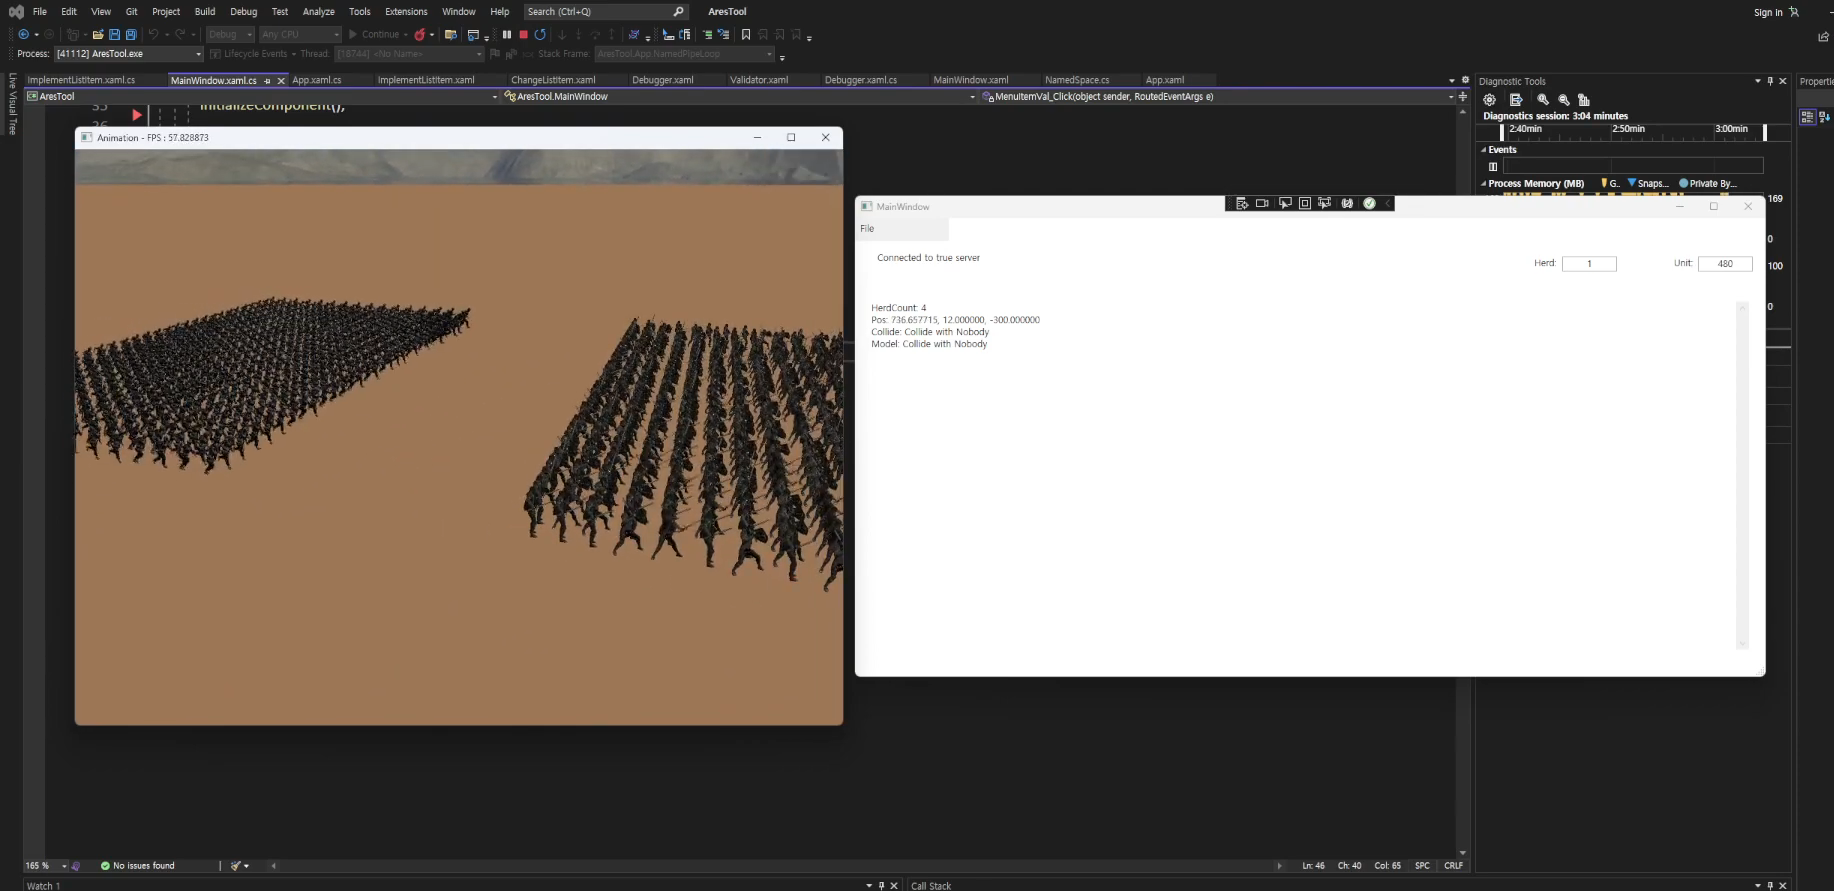 File Edit View Git Project Build Debug Test Analyze Tools Extensions Window Help Search (Ctrl+Q) AresTool Sign in
Debug Any CPU Continue
Process: [41112] AresTool.exe Lifecycle Events Thread: [18744] <No Name> Stack Frame: AresTool.App.NamedPipeLoop
Live Visual Tree
ImplementListItem.xaml.cs MainWindow.xaml.cs App.xaml.cs ImplementListItem.xaml ChangeListItem.xaml Debugger.xaml Validator.xaml Debugger.xaml.cs MainWindow.xaml NamedSpace.cs App.xaml
AresTool AresTool.MainWindow MenuItemVal_Click(object sender, RoutedEventArgs e)
35 InitializeComponent();
36
Animation - FPS : 57.828873
MainWindow
File
Connected to true server
Herd: 1 Unit: 480
HerdCount: 4
Pos: 736.657715, 12.000000, -300.000000
Collide: Collide with Nobody
Model: Collide with Nobody
Diagnostic Tools
Diagnostics session: 3:04 minutes
2:40min 2:50min 3:00min
Events
Process Memory (MB) G.. Snaps... Private By...
169
0
100
0
Propertie
165 % No issues found
Ln: 46 Ch: 40 Col: 65 SPC CRLF
Watch 1
Call Stack